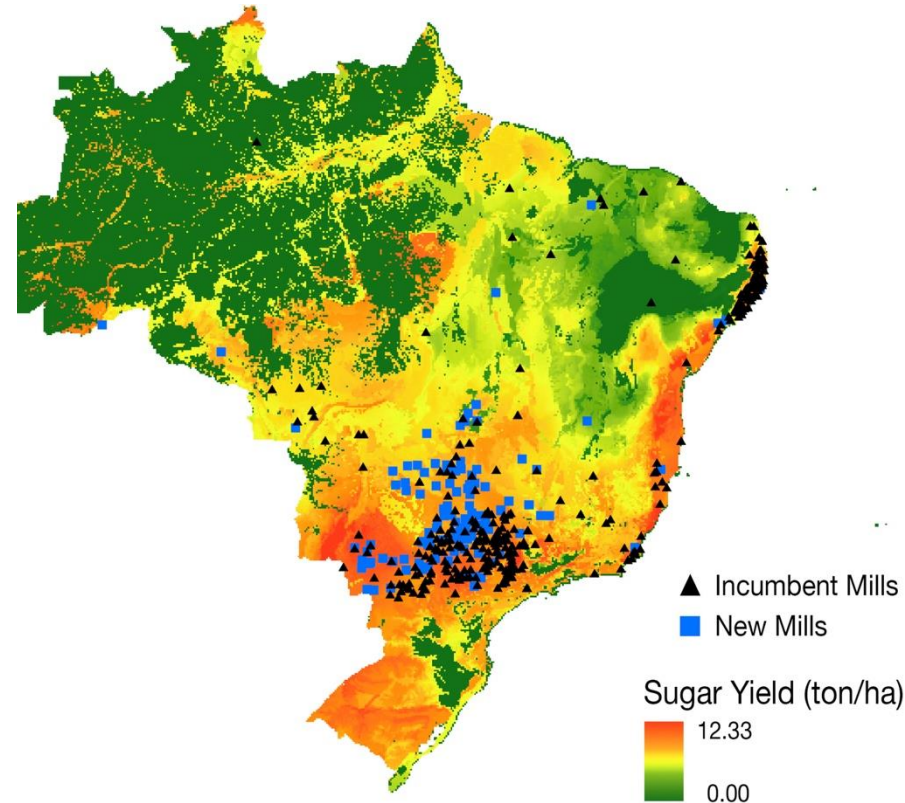 Incumbent Mills
New Mills
Sugar Yield (ton/ha)
12.33
0.00